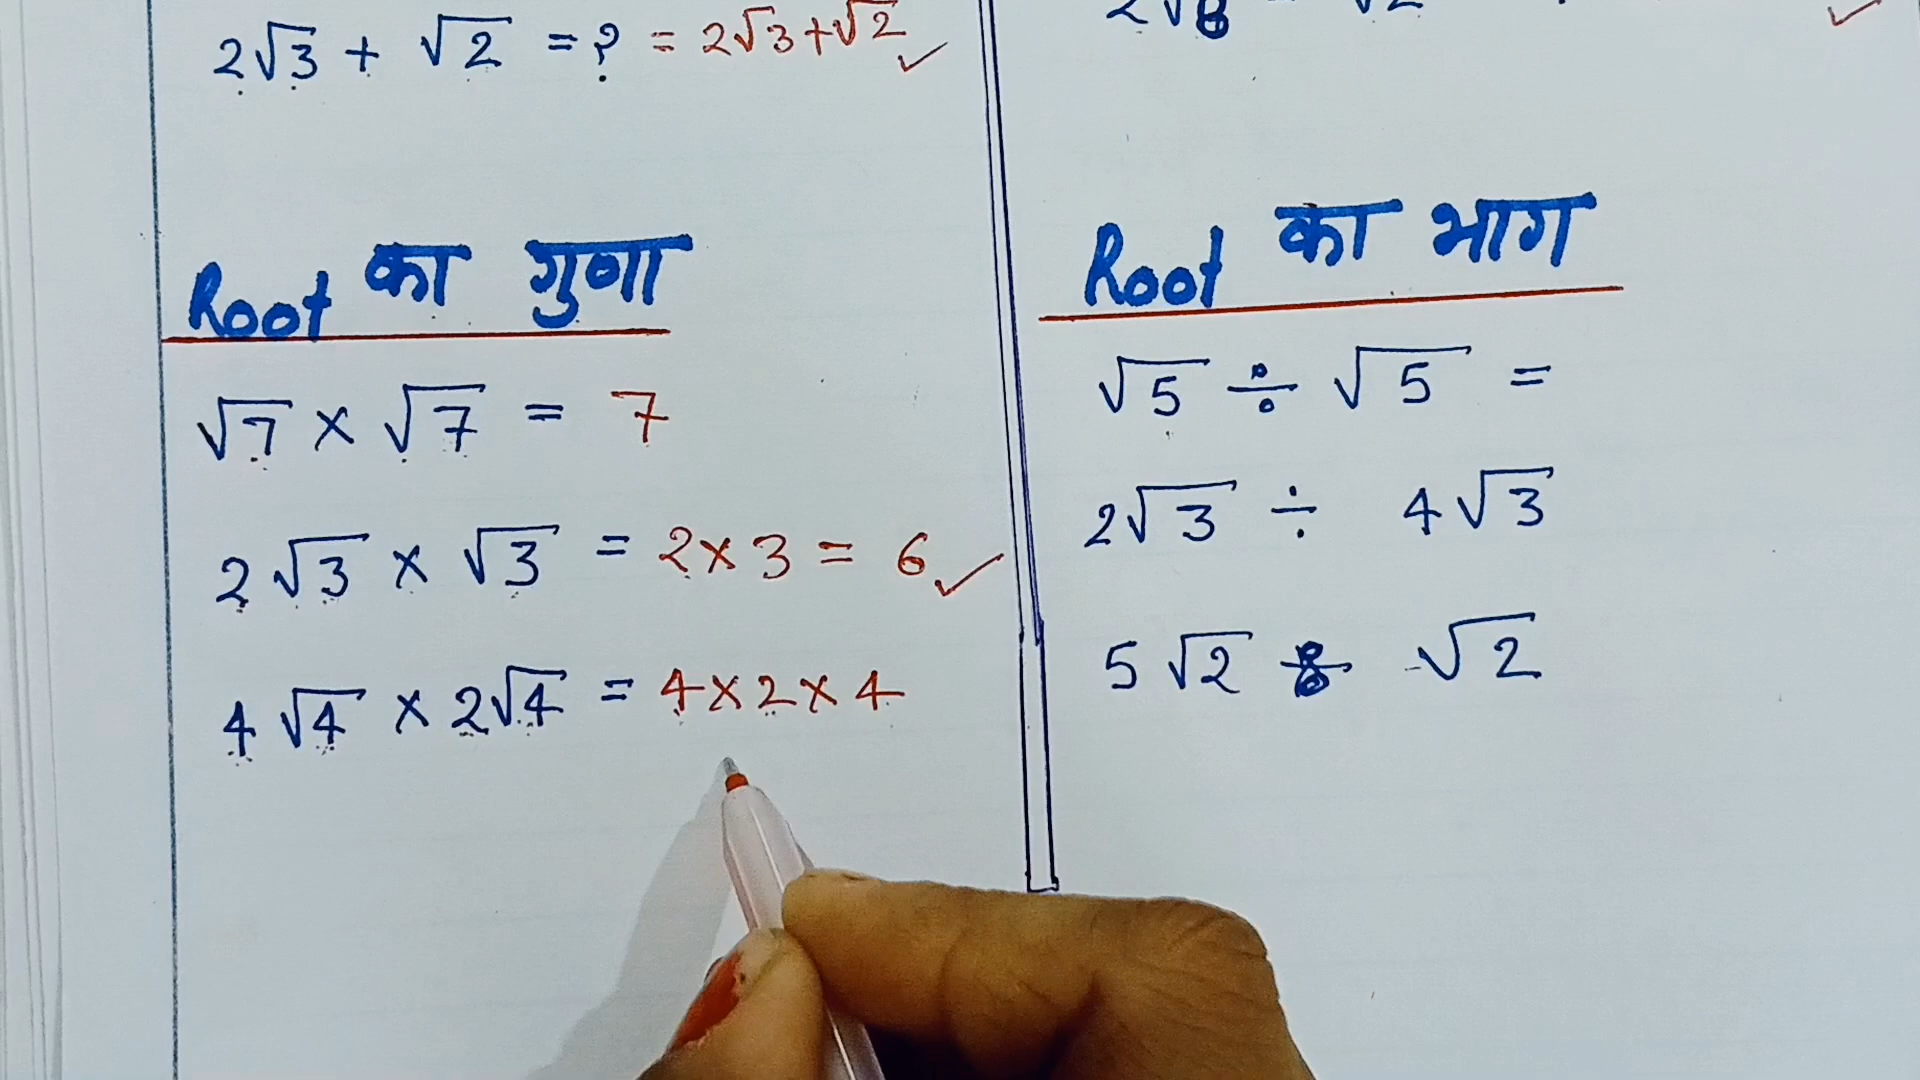 2√3 + √2 = ? = 2√3+√2 ✓
Root का गुणा
√7 × √7 = 7
2√3 × √3 = 2×3 = 6 ✓
4√4 × 2√4 = 4×2×4
Root का भाग
√5 ÷ √5 =
2√3 ÷ 4√3
5√2 ÷ √2